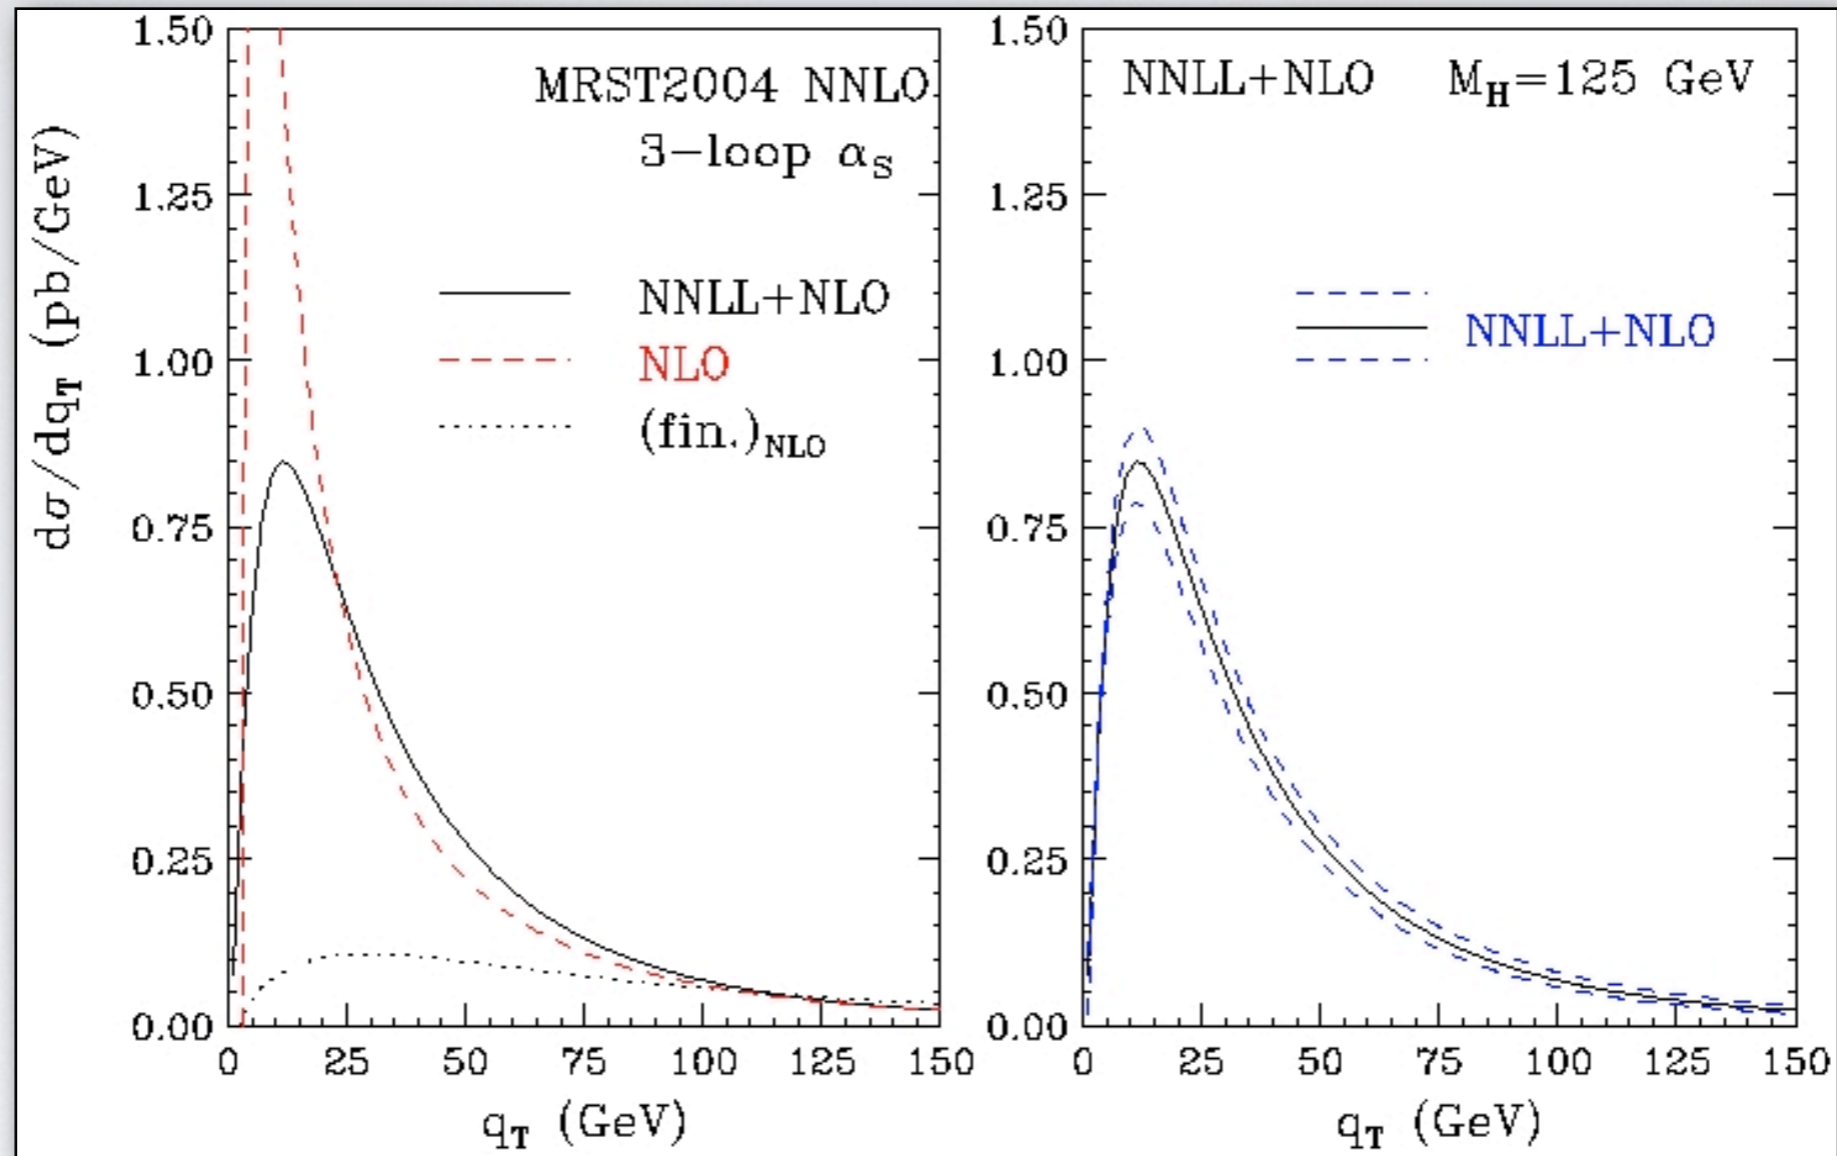 dσ/dq_T (pb/GeV)
1.50
1.25
1.00
0.75
0.50
0.25
0.00
MRST2004 NNLO
3−loop α_S
NNLL+NLO
NLO
(fin.)_NLO
0 25 50 75 100 125 150
q_T (GeV)
1.50
1.25
1.00
0.75
0.50
0.25
0.00
NNLL+NLO M_H=125 GeV
NNLL+NLO
0 25 50 75 100 125 150
q_T (GeV)